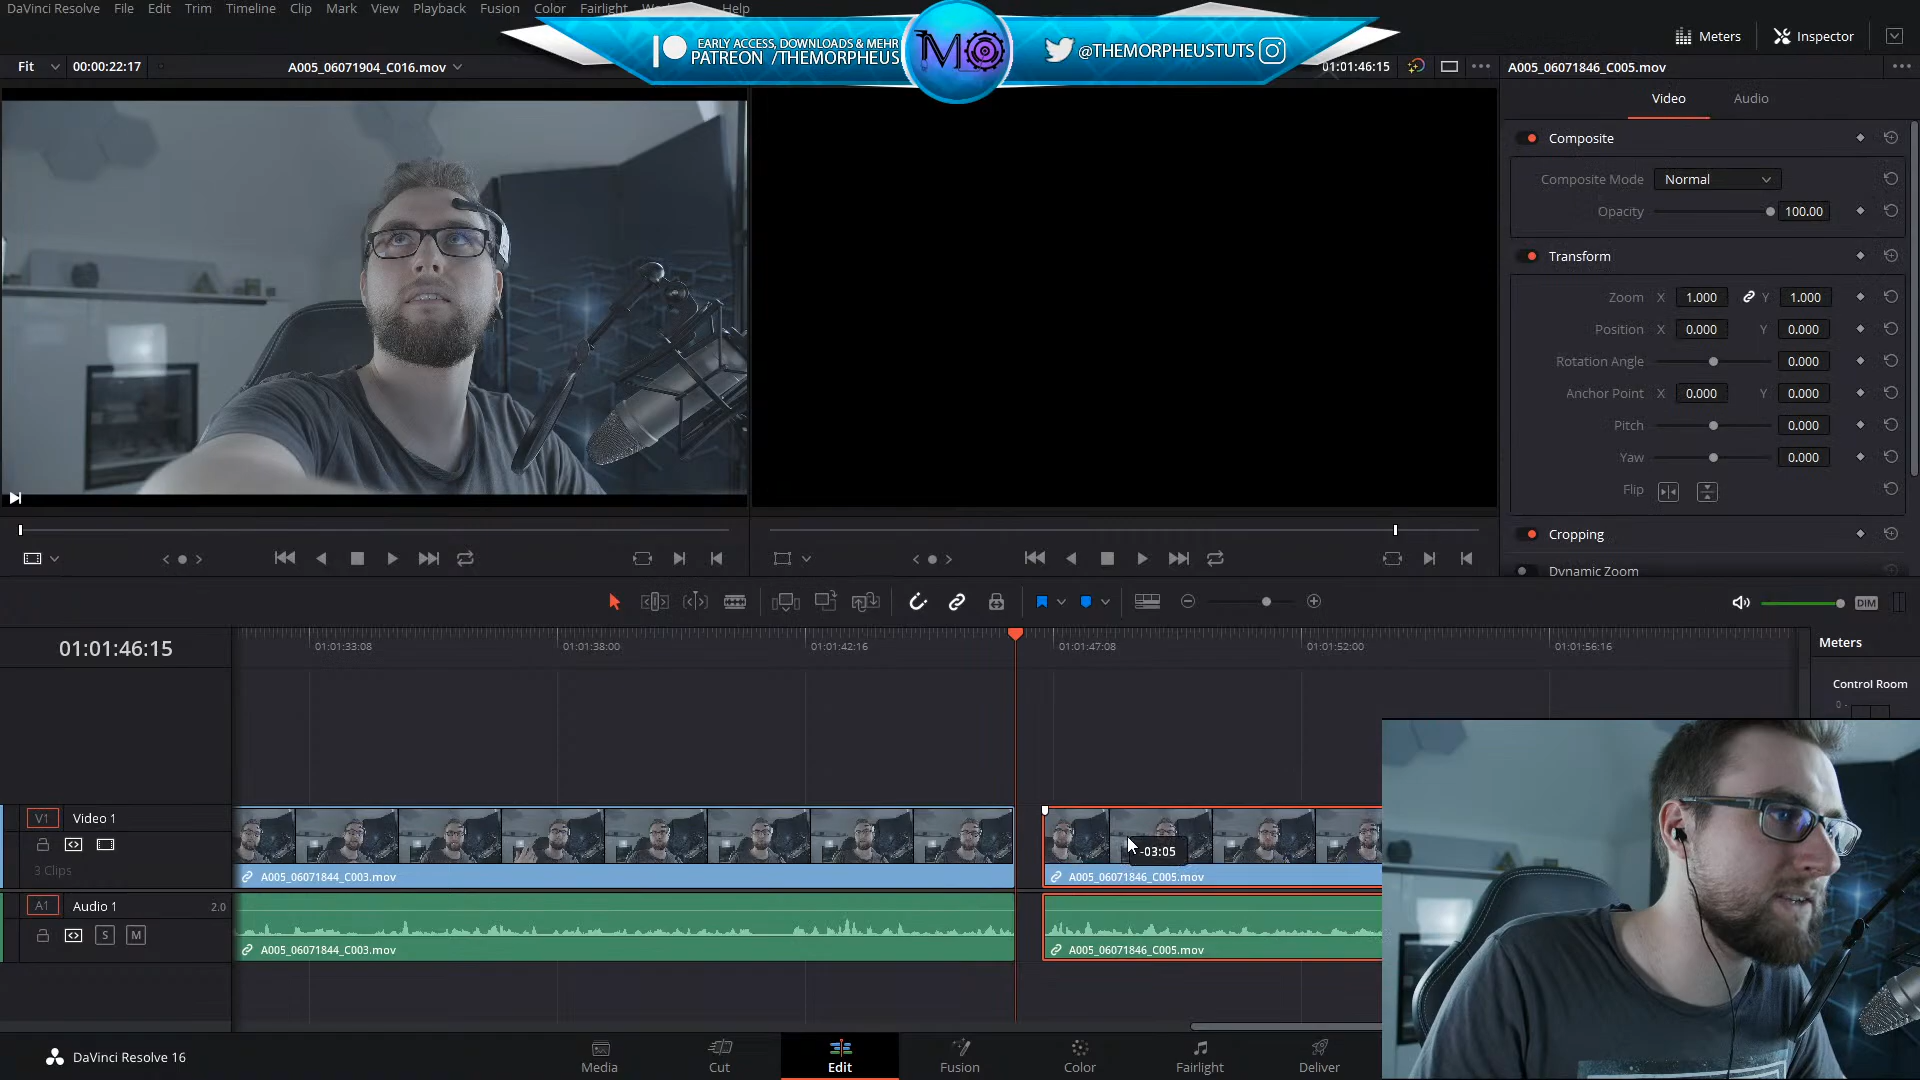 DaVinci Resolve File Edit Trim Timeline Clip Mark View Playback Fusion Color Fairlight Help
EARLY ACCESS, DOWNLOADS & MEHR
PATREON /THEMORPHEUS
MO
@THEMORPHEUSTUTS
Meters Inspector
Fit 00:00:22:17 A005_06071904_C016.mov 01:01:46:15 A005_06071846_C005.mov
Video Audio
Composite
Composite Mode Normal
Opacity 100.00
Transform
Zoom X 1.000 Y 1.000
Position X 0.000 Y 0.000
Rotation Angle 0.000
Anchor Point X 0.000 Y 0.000
Pitch 0.000
Yaw 0.000
Flip
Cropping
Dynamic Zoom
DIM
01:01:46:15 01:01:33:08 01:01:38:00 01:01:42:16 01:01:47:08 01:01:52:00 01:01:56:16
Meters
Control Room
0
V1 Video 1
3 Clips
-03:05
A005_06071844_C003.mov A005_06071846_C005.mov
A1 Audio 1 2.0
S M
A005_06071844_C003.mov A005_06071846_C005.mov
DaVinci Resolve 16
Media Cut Edit Fusion Color Fairlight Deliver